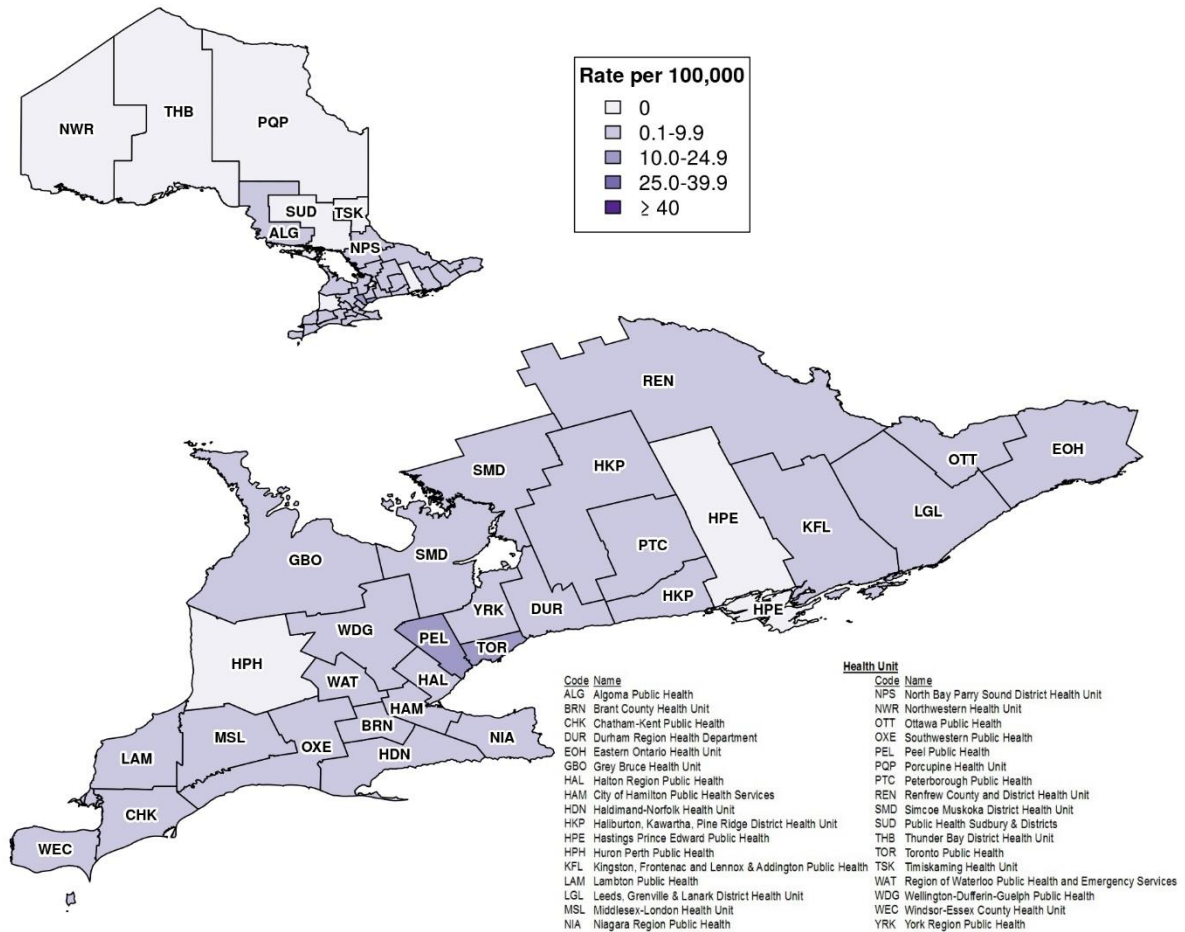 THB
NWR
PQP
SUD
TSK
ALG
NPS
Rate per 100,000
0
0.1-9.9
10.0-24.9
25.0-39.9
≥ 40
REN
SMD
HKP
OTT
EOH
HPE
KFL
LGL
PTC
GBO
SMD
YRK
DUR
HKP
HPE
WDG
PEL
TOR
HPH
WAT
HAL
HAM
BRN
MSL
OXE
HDN
NIA
LAM
CHK
WEC
Health Unit
Code Name
ALG Algoma Public Health
BRN Brant County Health Unit
CHK Chatham-Kent Public Health
DUR Durham Region Health Department
EOH Eastern Ontario Health Unit
GBO Grey Bruce Health Unit
HAL Halton Region Public Health
HAM City of Hamilton Public Health Services
HDN Haldimand-Norfolk Health Unit
HKP Haliburton, Kawartha, Pine Ridge District Health Unit
HPE Hastings Prince Edward Public Health
HPH Huron Perth Public Health
KFL Kingston, Frontenac and Lennox & Addington Public Health
LAM Lambton Public Health
LGL Leeds, Grenville & Lanark District Health Unit
MSL Middlesex-London Health Unit
NIA Niagara Region Public Health
Code Name
NPS North Bay Parry Sound District Health Unit
NWR Northwestern Health Unit
OTT Ottawa Public Health
OXE Southwestern Public Health
PEL Peel Public Health
PQP Porcupine Health Unit
PTC Peterborough Public Health
REN Renfrew County and District Health Unit
SMD Simcoe Muskoka District Health Unit
SUD Public Health Sudbury & Districts
THB Thunder Bay District Health Unit
TOR Toronto Public Health
TSK Timiskaming Health Unit
WAT Region of Waterloo Public Health and Emergency Services
WDG Wellington-Dufferin-Guelph Public Health
WEC Windsor-Essex County Health Unit
YRK York Region Public Health